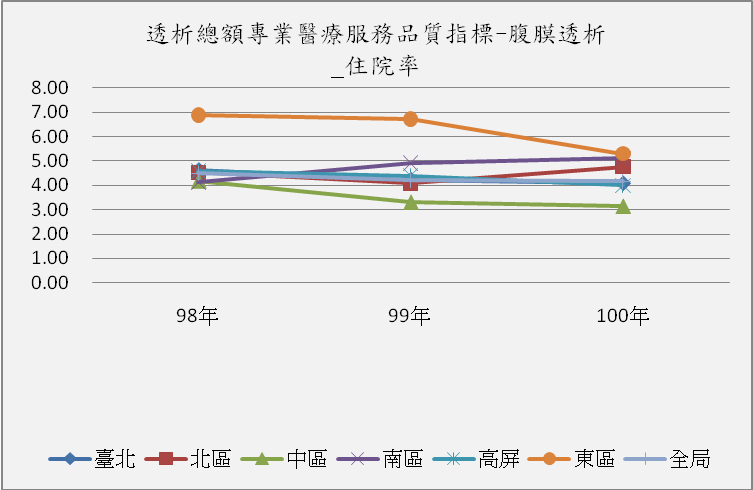 透析總額專業醫療服務品質指標-腹膜透析
_住院率
8.00
7.00
6.00
5.00
4.00
3.00
2.00
1.00
0.00
98年 99年 100年
臺北 北區 中區 南區 高屏 東區 全局